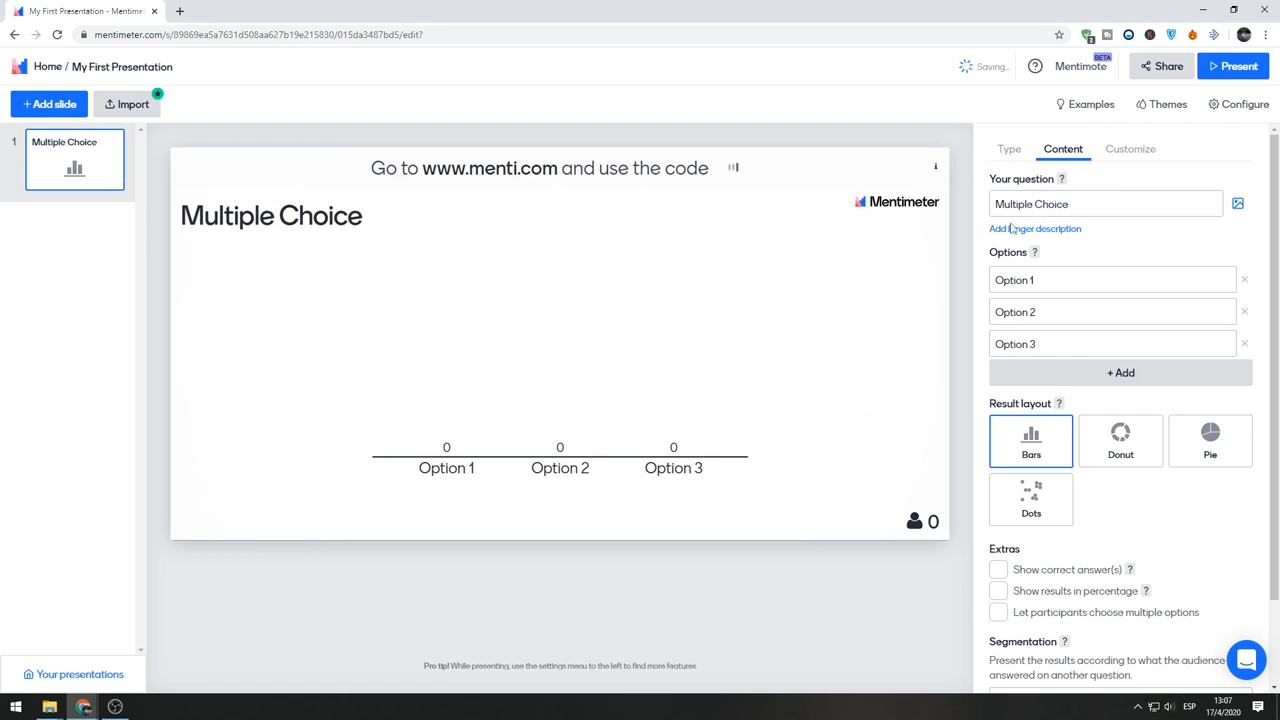 My First Presentation - Mentimete
mentimeter.com/s/89869ea5a7631d508aa627b19e215830/015da3487bd5/edit?
3
Home / My First Presentation
Saving...
Mentimote
BETA
Share
Present
+ Add slide
Import
Examples
Themes
Configure
1
Multiple Choice
Go to www.menti.com and use the code
Multiple Choice
Mentimeter
0
0
0
Option 1
Option 2
Option 3
0
Pro tip! While presenting, use the settings menu to the left to find more features
Type
Content
Customize
Your question ?
Multiple Choice
Add longer description
Options ?
Option 1
Option 2
Option 3
+ Add
Result layout ?
Bars
Donut
Pie
Dots
Extras
Show correct answer(s) ?
Show results in percentage ?
Let participants choose multiple options
Segmentation ?
Present the results according to what the audience
answered on another question.
Your presentations
ESP
13:07
17/4/2020